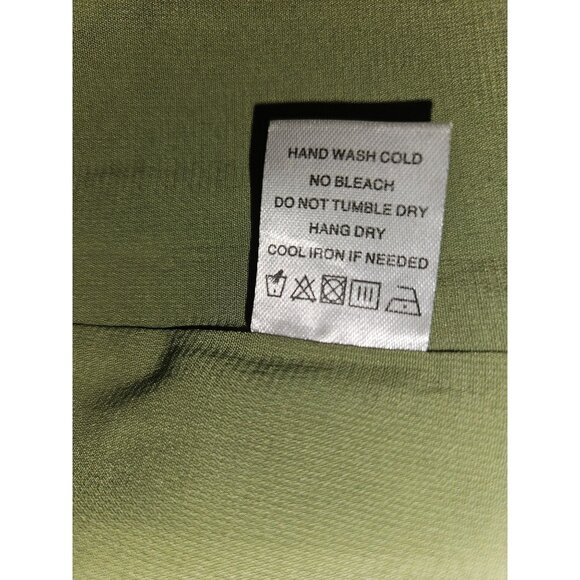 HAND WASH COLD
NO BLEACH
DO NOT TUMBLE DRY
HANG DRY
COOL IRON IF NEEDED